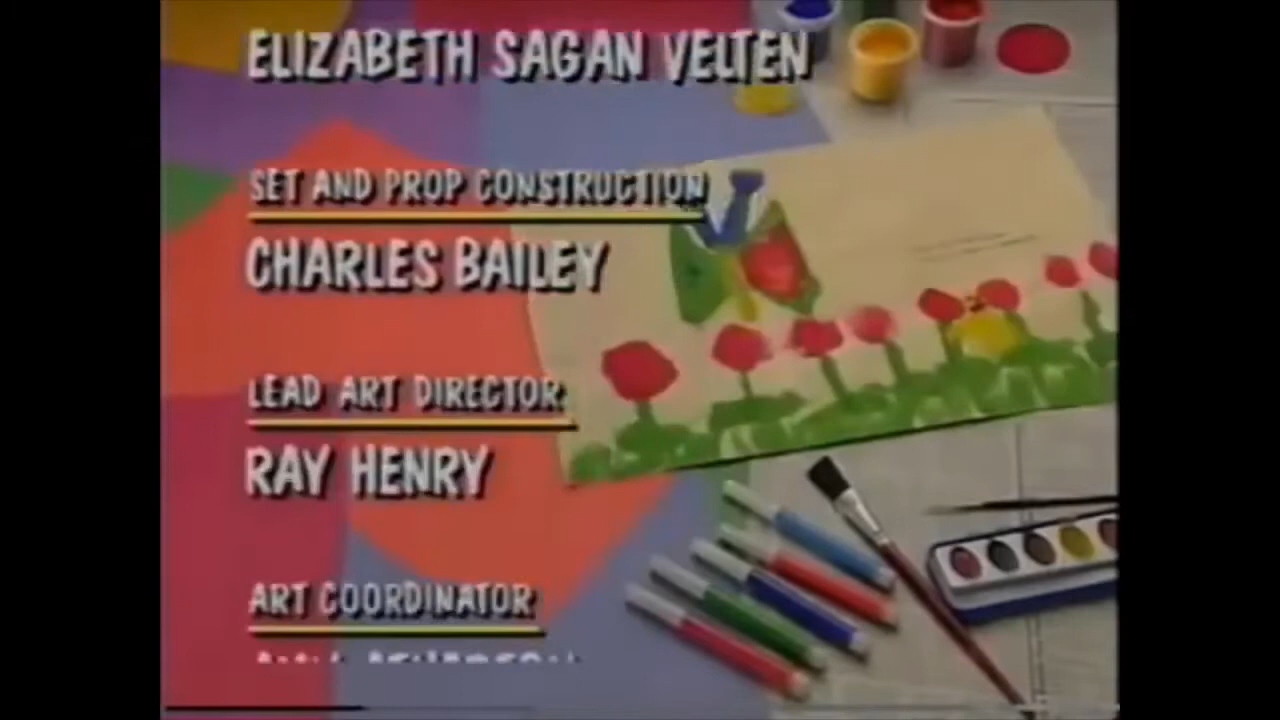 ELIZABETH SAGAN VELTEN
SET AND PROP CONSTRUCTION
CHARLES BAILEY
LEAD ART DIRECTOR
RAY HENRY
ART COORDINATOR